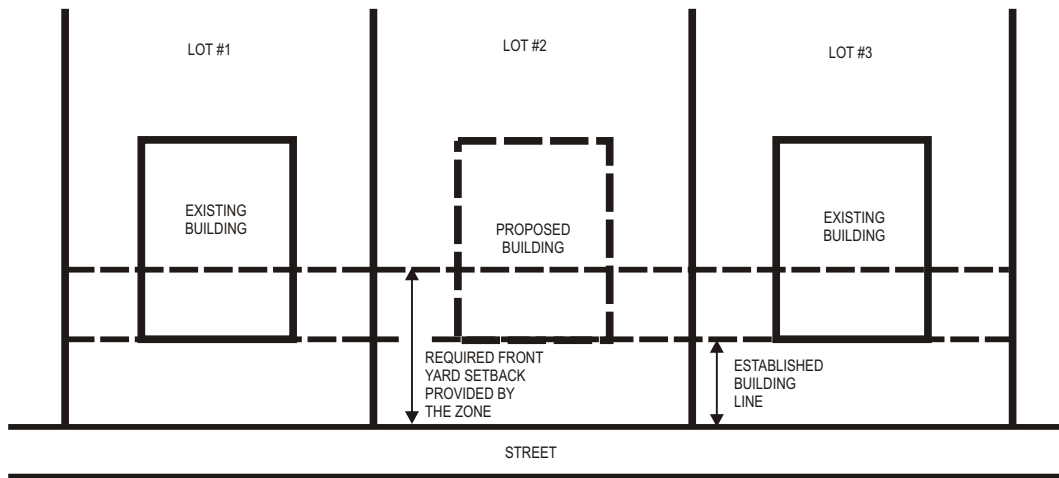 LOT #1
LOT #2
LOT #3
EXISTING
BUILDING
PROPOSED
BUILDING
EXISTING
BUILDING
REQUIRED FRONT
YARD SETBACK
PROVIDED BY
THE ZONE
ESTABLISHED
BUILDING
LINE
STREET